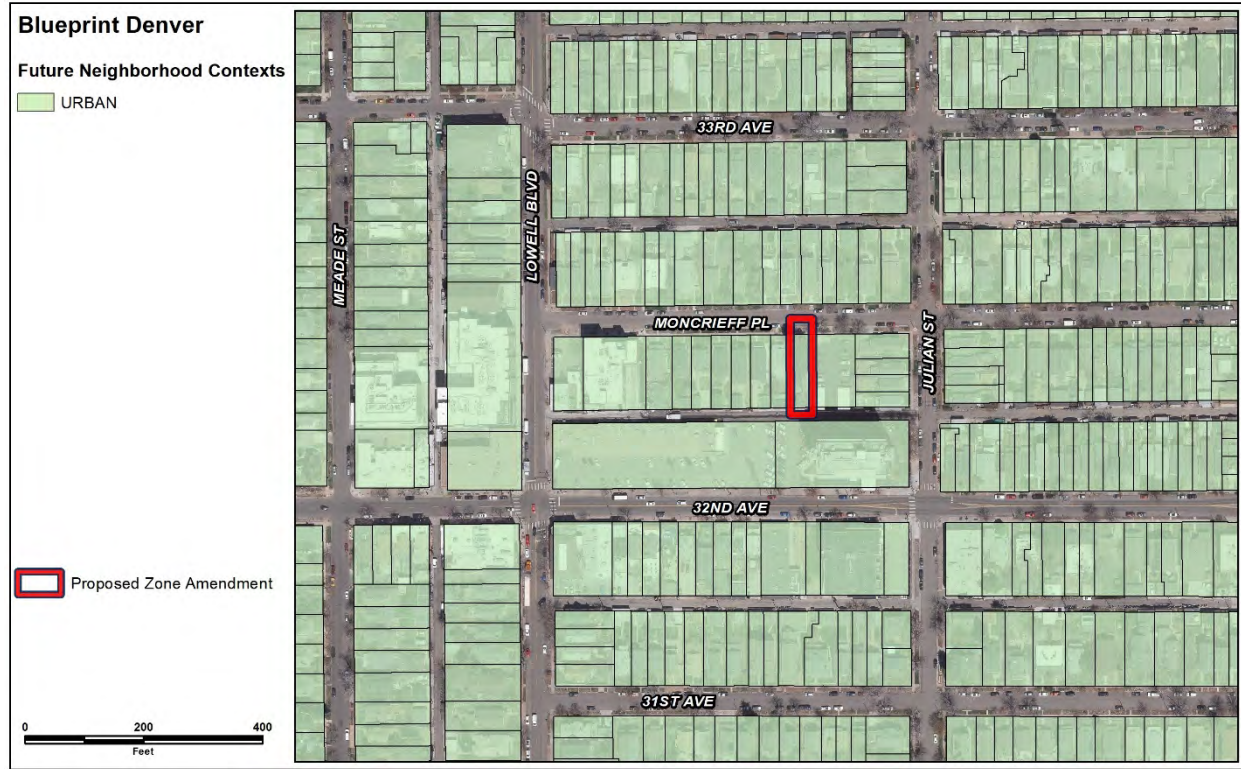 Blueprint Denver
Future Neighborhood Contexts
URBAN
33RD AVE
MEADE ST
LOWELL BLVD
MONCRIEFF PL
JULIAN ST
32ND AVE
Proposed Zone Amendment
31ST AVE
0 200 400
Feet